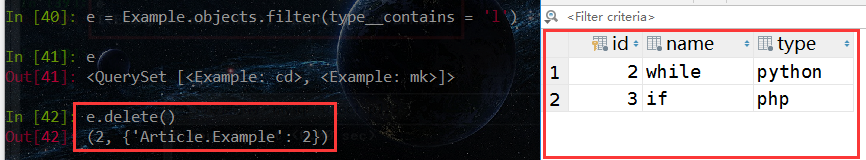 In [40]: e = Example.objects.filter(type__contains = 'l')
In [41]: e
Out[41]: <QuerySet [<Example: cd>, <Example: mk>]>
In [42]: e.delete()
Out[42]: (2, {'Article.Example': 2})
<Filter criteria>
id name type
1 2 while python
2 3 if php